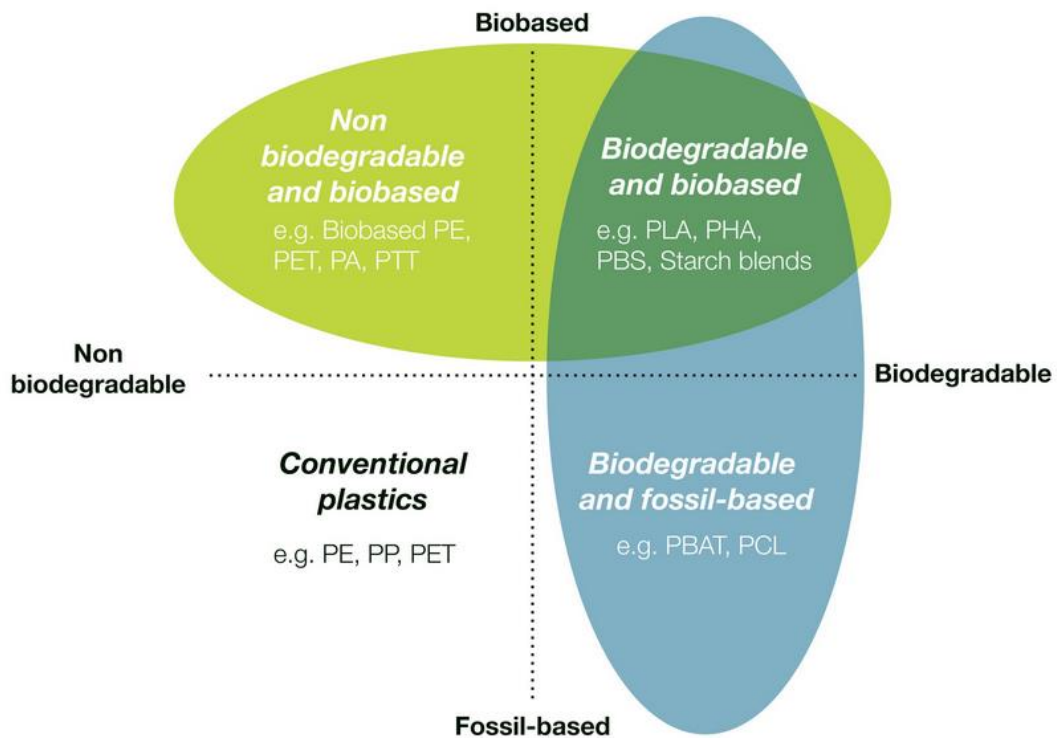 Biobased
Non
biodegradable
and biobased
e.g. Biobased PE,
PET, PA, PTT
Biodegradable
and biobased
e.g. PLA, PHA,
PBS, Starch blends
Non
biodegradable
Biodegradable
Conventional
plastics
e.g. PE, PP, PET
Biodegradable
and fossil-based
e.g. PBAT, PCL
Fossil-based